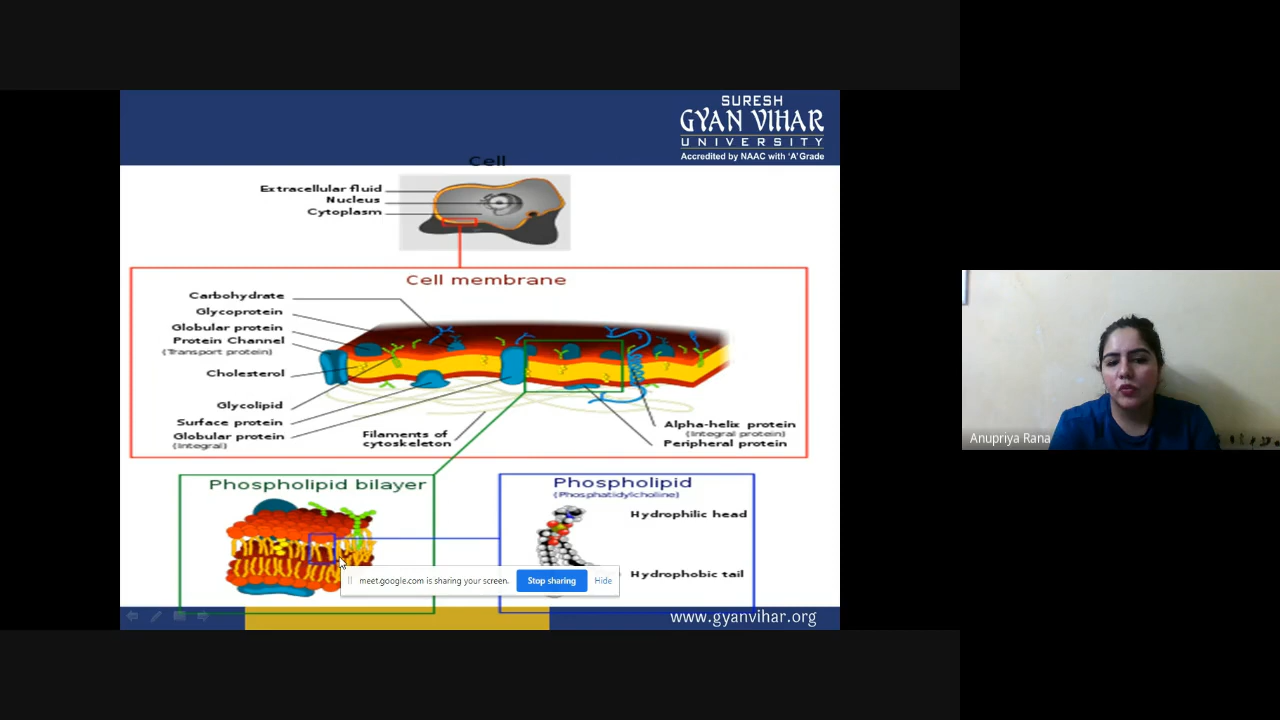 SURESH
GYAN VIHAR
UNIVERSITY
Accredited by NAAC with 'A' Grade
Cell
Extracellular fluid
Nucleus
Cytoplasm
Cell membrane
Carbohydrate
Glycoprotein
Globular protein
Protein Channel
(Transport protein)
Cholesterol
Glycolipid
Surface protein
Globular protein
(Integral)
Filaments of
cytoskeleton
Alpha-helix protein
(Integral protein)
Peripheral protein
Phospholipid bilayer
Phospholipid
(Phosphatidylcholine)
Hydrophilic head
Hydrophobic tail
meet.google.com is sharing your screen.
Stop sharing
Hide
www.gyanvihar.org
Anupriya Rana